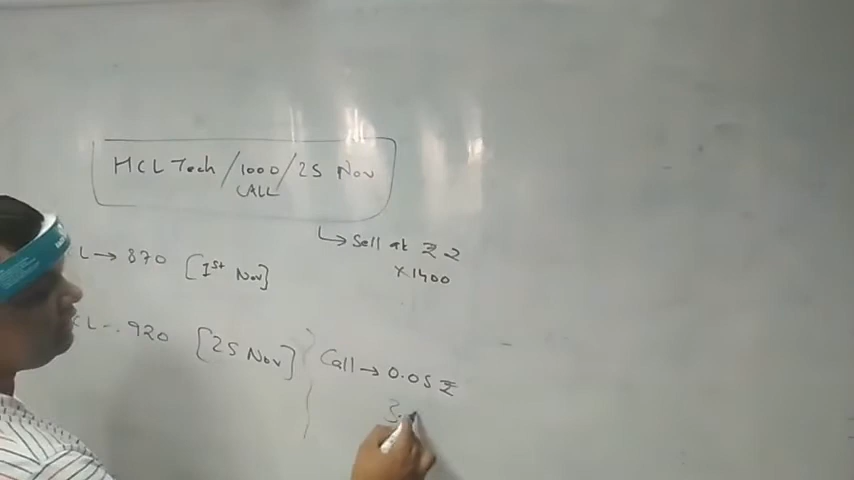 HCL Tech / 1000 / 25 Nov
CALL
↳ Sell at ₹ 2
×1400
L → 870 [1st Nov]
CL → 920 [25 Nov]
Call → 0.05 ₹
3.